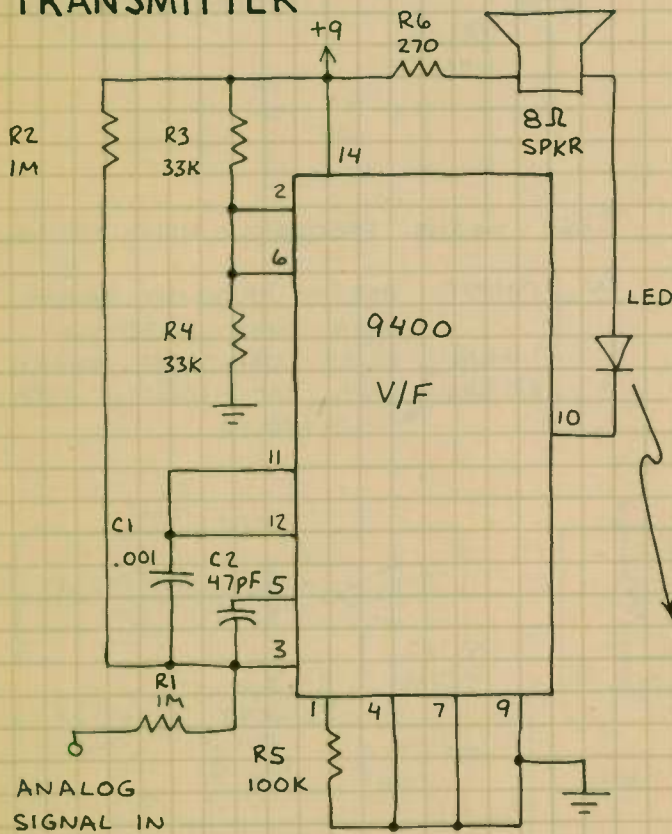 TRANSMITTER
+9
R6
270
8Ω
SPKR
R2
1M
R3
33K
14
2
6
LED
R4
33K
9400
V/F
10
11
12
C1
.001
C2
47pF
5
3
R1
1M
1
4
7
9
R5
100K
ANALOG
SIGNAL IN